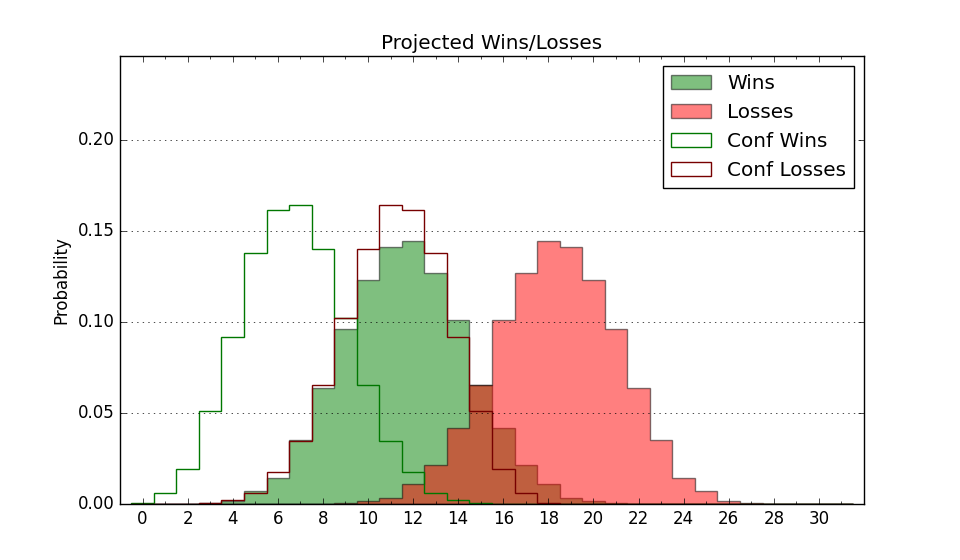 Projected Wins/Losses
Wins
Losses
Conf Wins
Conf Losses
Probability
0.20
0.15
0.10
0.05
0.00
0 2 4 6 8 10 12 14 16 18 20 22 24 26 28 30